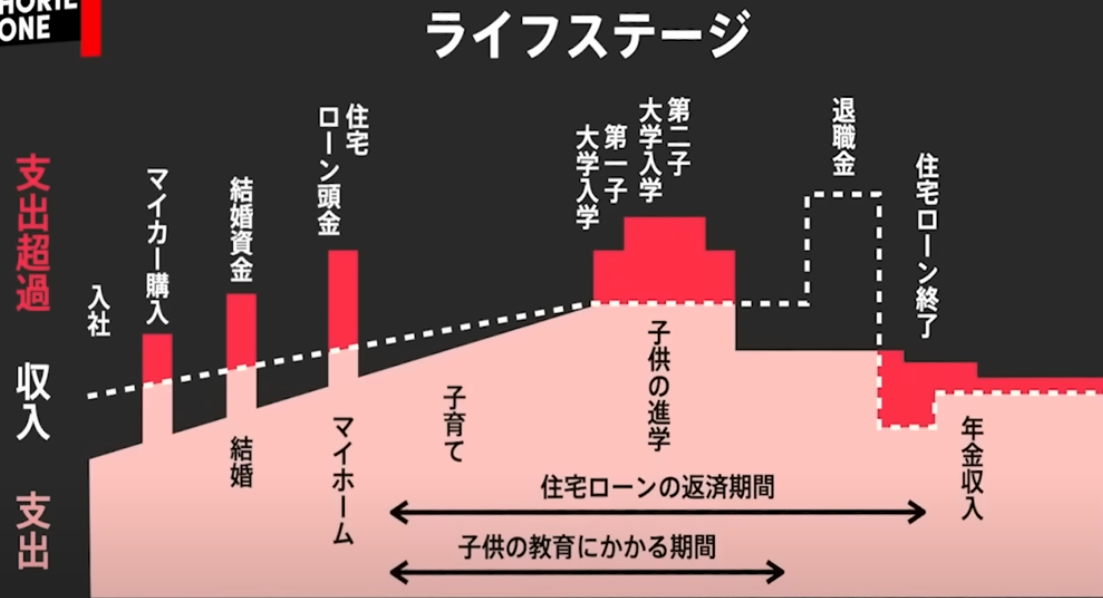 HORIE
ONE
ライフステージ
支出超過
収入
支出
入社
マイカー購入
結婚資金
結婚
住宅
ローン頭金
マイホーム
子育て
第一子
大学入学
第二子
大学入学
子供の進学
退職金
住宅ローン終了
年金収入
住宅ローンの返済期間
子供の教育にかかる期間